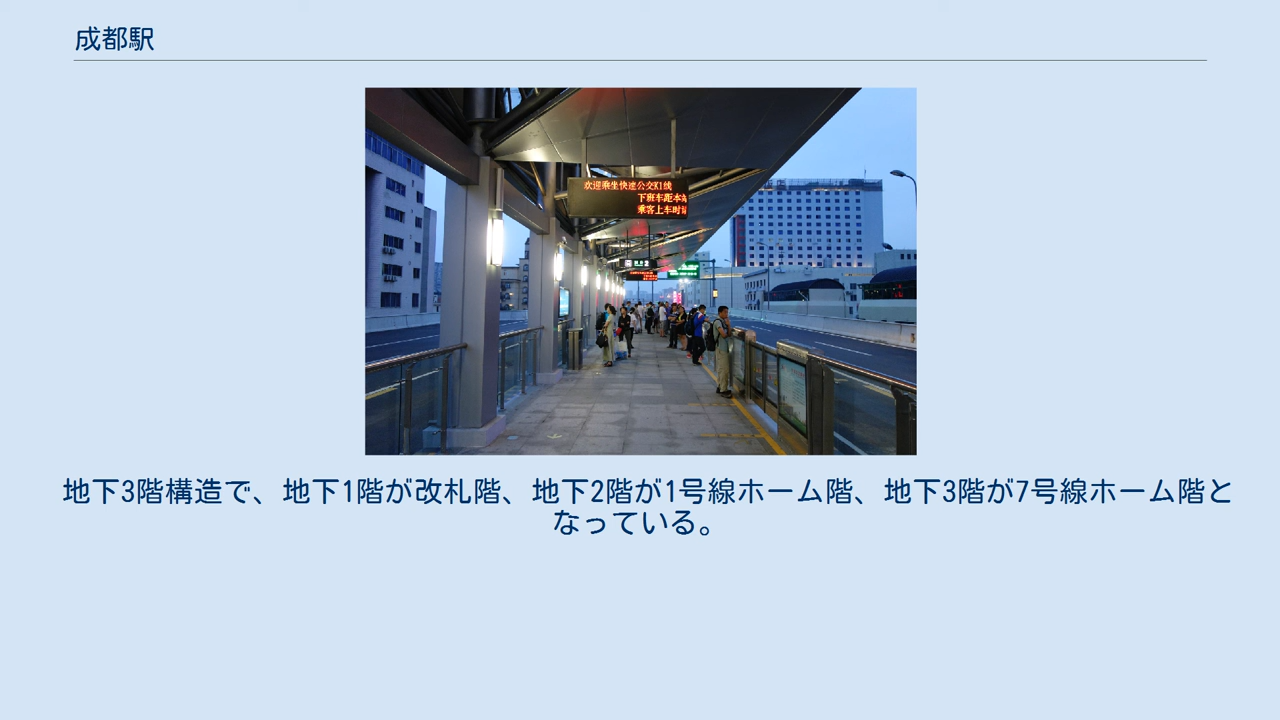 成都駅
欢迎乘坐快速公交K1线
下班车距本站
乘客上车时请
地下3階構造で、地下1階が改札階、地下2階が1号線ホーム階、地下3階が7号線ホーム階と
なっている。